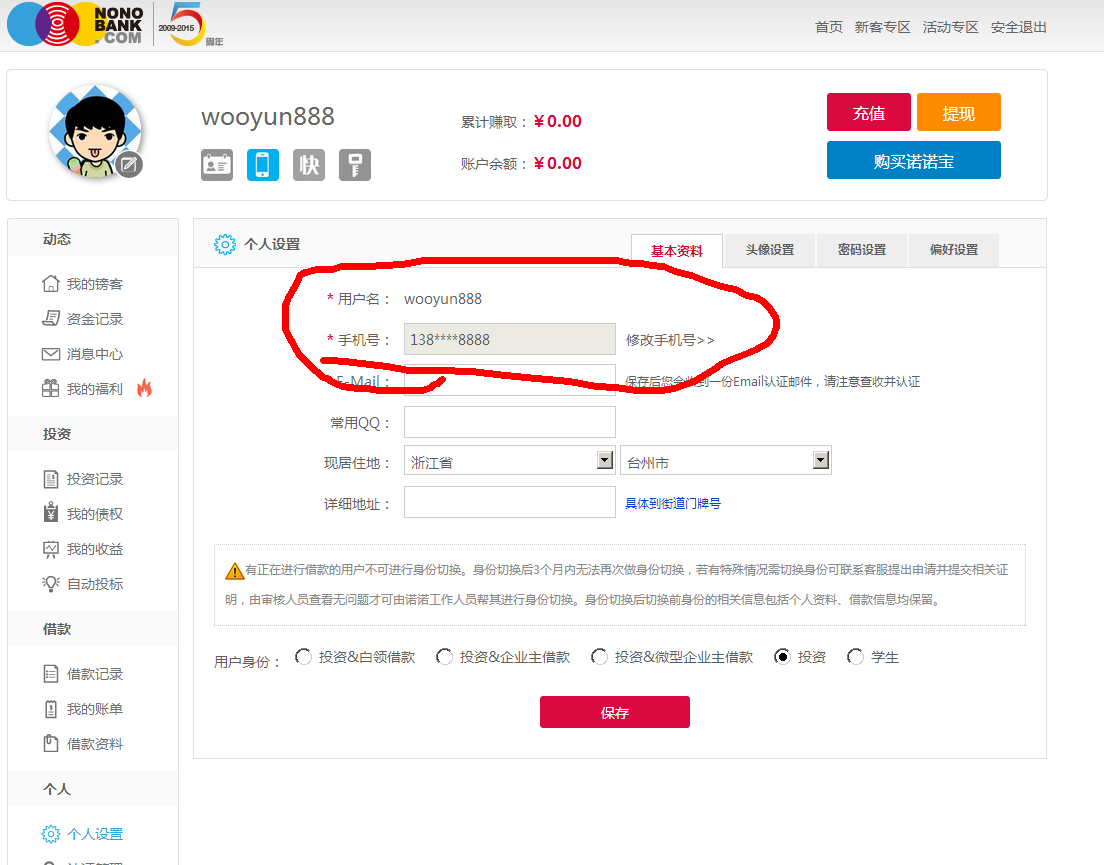 NONO
BANK
.COM
2009-2015
5
周年
首页 新客专区 活动专区 安全退出
wooyun888
快
累计赚取：¥0.00
账户余额：¥0.00
充值 提现
购买诺诺宝
动态
我的镑客
资金记录
消息中心
我的福利
投资
投资记录
我的债权
我的收益
自动投标
借款
借款记录
我的账单
借款资料
个人
个人设置
个人设置
基本资料 头像设置 密码设置 偏好设置
* 用户名： wooyun888
* 手机号： 138****8888 修改手机号>>
E-Mail： 保存后您会收到一份Email认证邮件，请注意查收并认证
常用QQ：
现居住地： 浙江省 台州市
详细地址： 具体到街道门牌号
有正在进行借款的用户不可进行身份切换。身份切换后3个月内无法再次做身份切换，若有特殊情况需切换身份可联系客服提出申请并提交相关证
明，由审核人员查看无问题才可由诺诺工作人员帮其进行身份切换。身份切换后切换前身份的相关信息包括个人资料、借款信息均保留。
用户身份： 投资&白领借款 投资&企业主借款 投资&微型企业主借款 投资 学生
保存